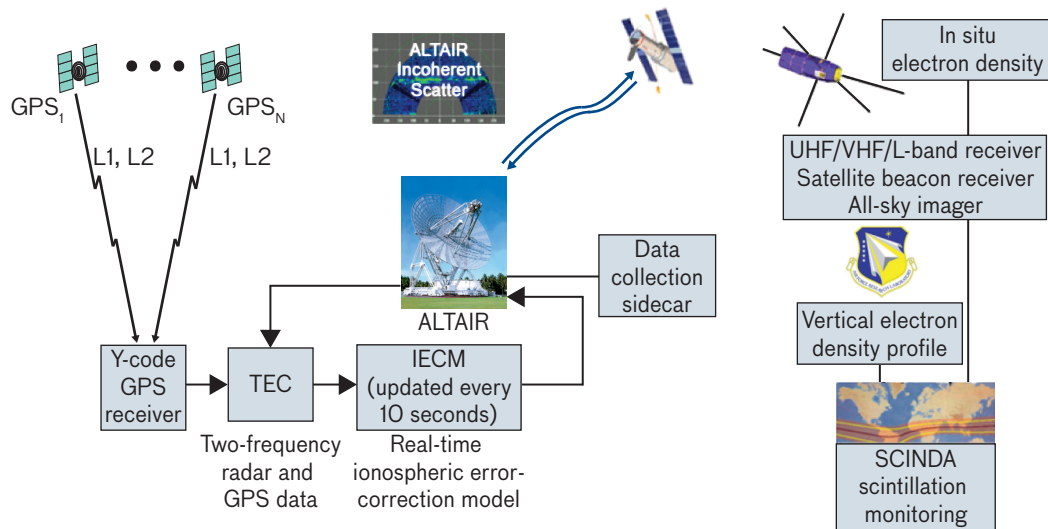 GPS1
GPSN
L1, L2
L1, L2
ALTAIR
Incoherent
Scatter
In situ
electron density
UHF/VHF/L-band receiver
Satellite beacon receiver
All-sky imager
ALTAIR
Data
collection
sidecar
Vertical electron
density profile
Y-code
GPS
receiver
TEC
IECM
(updated every
10 seconds)
Two-frequency
radar and
GPS data
Real-time
ionospheric error-
correction model
SCINDA
scintillation
monitoring